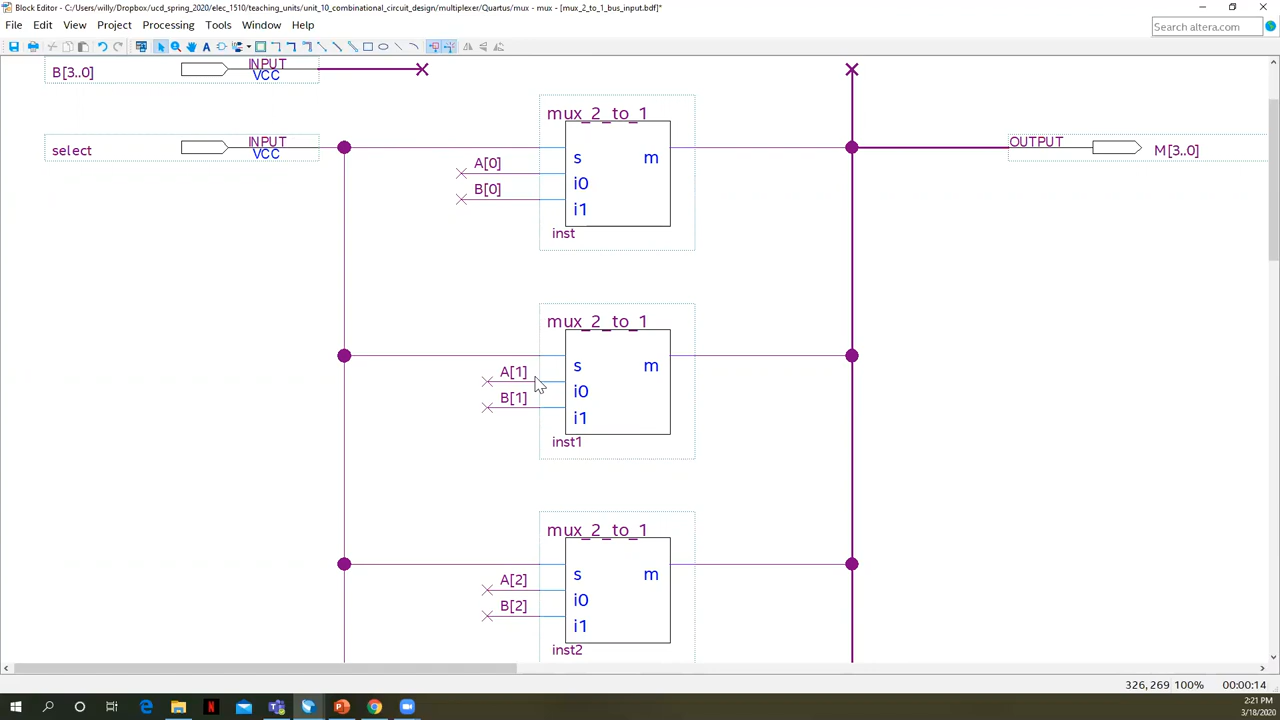 Block Editor - C:/Users/willy/Dropbox/ucd_spring_2020/elec_1510/teaching_units/unit_10_combinational_circuit_design/multiplexer/Quartus/mux - mux - [mux_2_to_1_bus_input.bdf]*
File Edit View Project Processing Tools Window Help
Search altera.com
B[3..0] INPUT
VCC
mux_2_to_1
select INPUT
VCC
OUTPUT M[3..0]
s m
A[0]
i0
B[0]
i1
inst
mux_2_to_1
s m
A[1]
i0
B[1]
i1
inst1
mux_2_to_1
s m
A[2]
i0
B[2]
i1
inst2
326,269 100% 00:00:14
2:21 PM
3/18/2020